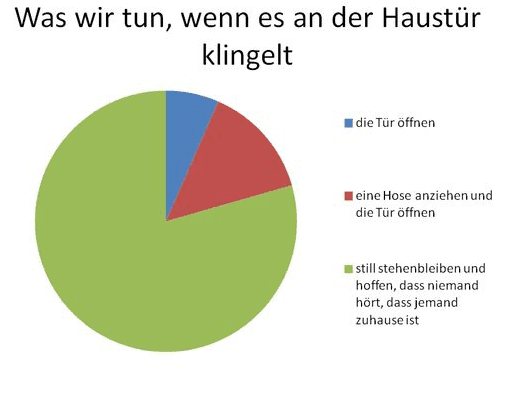 Was wir tun, wenn es an der Haustür
klingelt
die Tür öffnen
eine Hose anziehen und
die Tür öffnen
still stehenbleiben und
hoffen, dass niemand
hört, dass jemand
zuhause ist